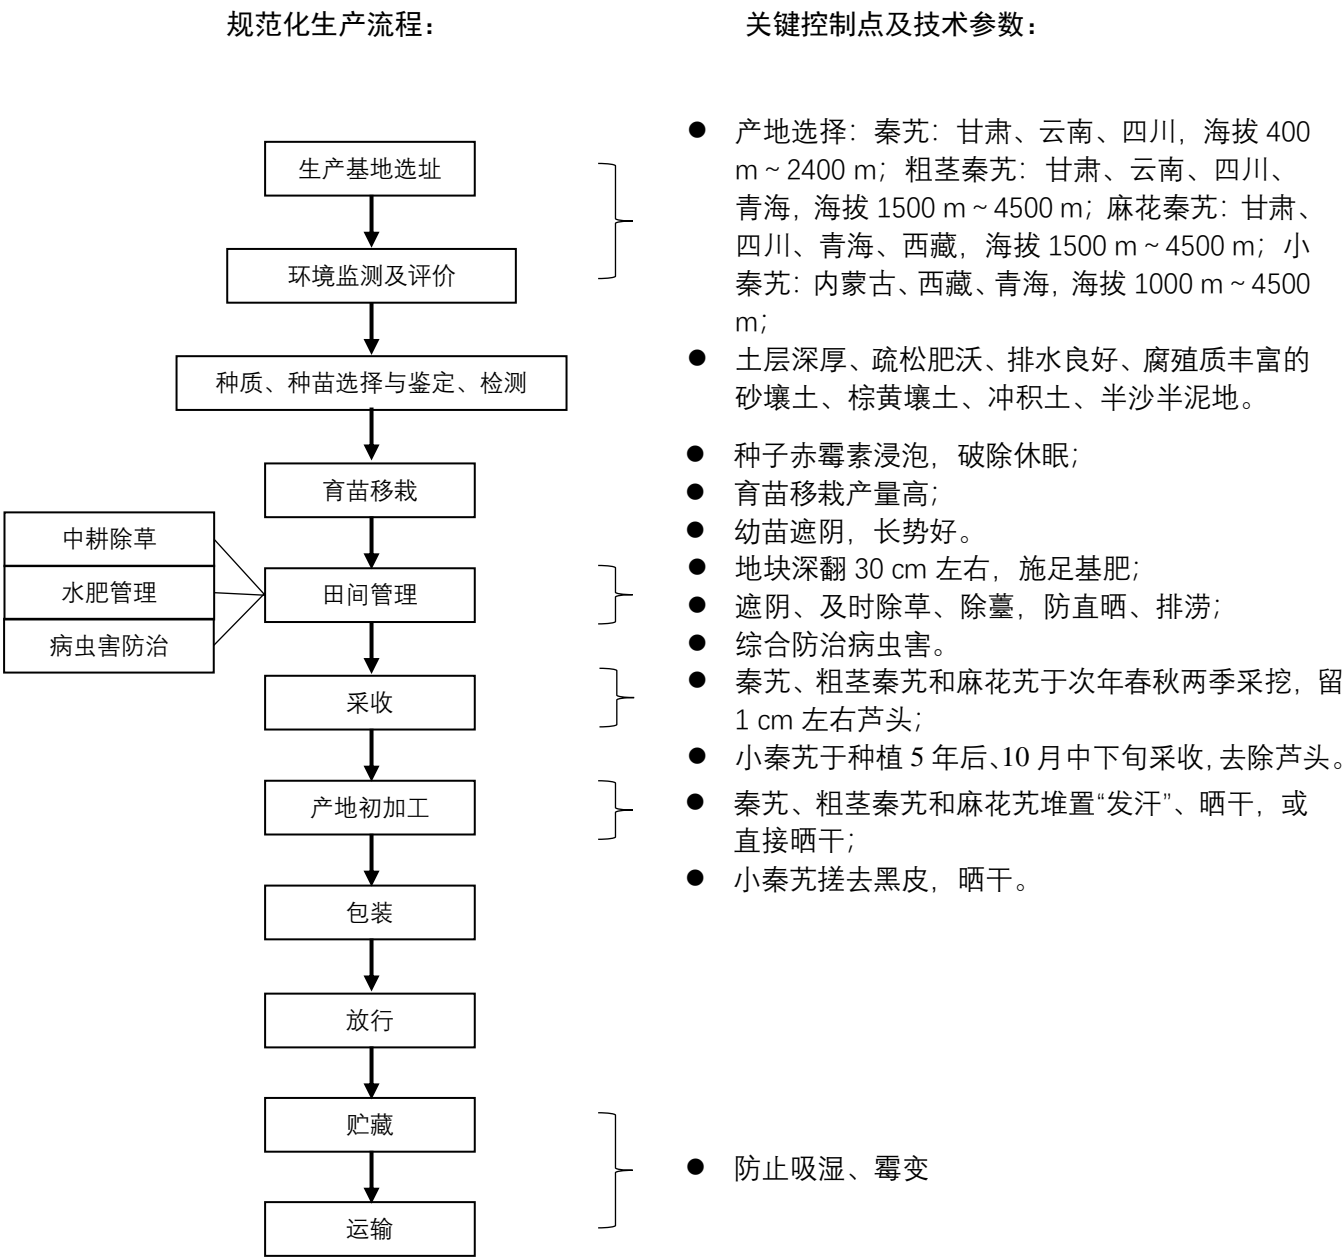 规范化生产流程：
关键控制点及技术参数：
生产基地选址
环境监测及评价
种质、种苗选择与鉴定、检测
育苗移栽
中耕除草
水肥管理
病虫害防治
田间管理
采收
产地初加工
包装
放行
贮藏
运输
● 产地选择：秦艽：甘肃、云南、四川，海拔 400
m～2400 m；粗茎秦艽：甘肃、云南、四川、
青海，海拔 1500 m～4500 m；麻花秦艽：甘肃、
四川、青海、西藏，海拔 1500 m～4500 m；小
秦艽：内蒙古、西藏、青海，海拔 1000 m～4500
m；
● 土层深厚、疏松肥沃、排水良好、腐殖质丰富的
砂壤土、棕黄壤土、冲积土、半沙半泥地。
● 种子赤霉素浸泡，破除休眠；
● 育苗移栽产量高；
● 幼苗遮阴，长势好。
● 地块深翻 30 cm 左右，施足基肥；
● 遮阴、及时除草、除薹，防直晒、排涝；
● 综合防治病虫害。
● 秦艽、粗茎秦艽和麻花艽于次年春秋两季采挖，留
1 cm 左右芦头；
● 小秦艽于种植 5 年后、10 月中下旬采收，去除芦头。
● 秦艽、粗茎秦艽和麻花艽堆置“发汗”、晒干，或
直接晒干；
● 小秦艽搓去黑皮，晒干。
● 防止吸湿、霉变